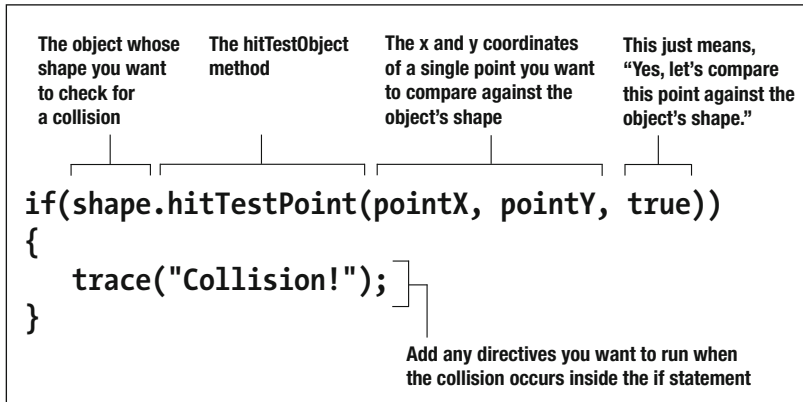 The object whose
shape you want
to check for
a collision
The hitTestObject
method
The x and y coordinates
of a single point you want
to compare against the
object’s shape
This just means,
“Yes, let’s compare
this point against the
object’s shape.”
if(shape.hitTestPoint(pointX, pointY, true))
{
trace("Collision!");
}
Add any directives you want to run when
the collision occurs inside the if statement